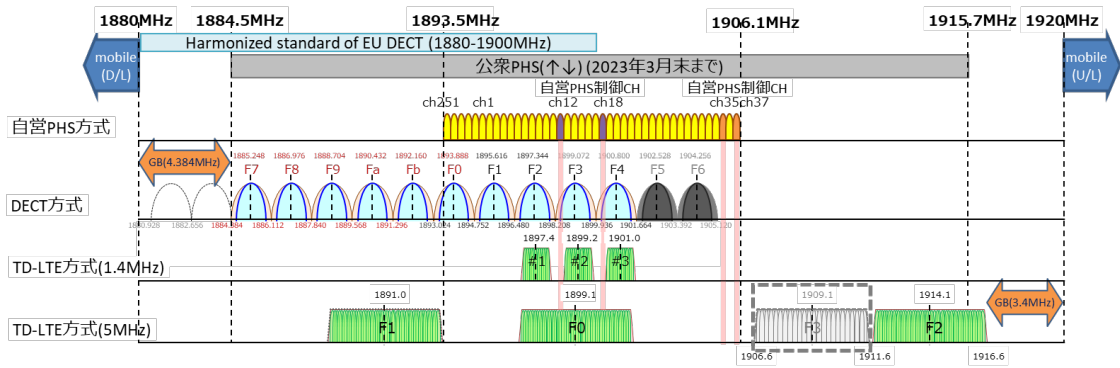 1880MHz
1884.5MHz
1893.5MHz
1906.1MHz
1915.7MHz
1920MHz
mobile
(D/L)
Harmonized standard of EU DECT (1880-1900MHz)
mobile
(U/L)
公衆PHS(↑↓) (2023年3月末まで)
自営PHS制御CH
自営PHS制御CH
ch251 ch1 ch12 ch18 ch35 ch37
自営PHS方式
GB(4.384MHz)
1885.248 1886.976 1888.704 1890.432 1892.160 1893.888 1895.616 1897.344 1899.072 1900.800 1902.528 1904.256
F7 F8 F9 Fa Fb F0 F1 F2 F3 F4 F5 F6
DECT方式
1880.928 1882.656 1884.384 1886.112 1887.840 1889.568 1891.296 1893.024 1894.752 1896.480 1898.208 1899.936 1901.664 1903.392 1905.120
1897.4 1899.2 1901.0
#1 #2 #3
TD-LTE方式(1.4MHz)
1891.0 1899.1 1909.1 1914.1
GB(3.4MHz)
TD-LTE方式(5MHz)
F1 F0 F3 F2
1906.6 1911.6 1916.6